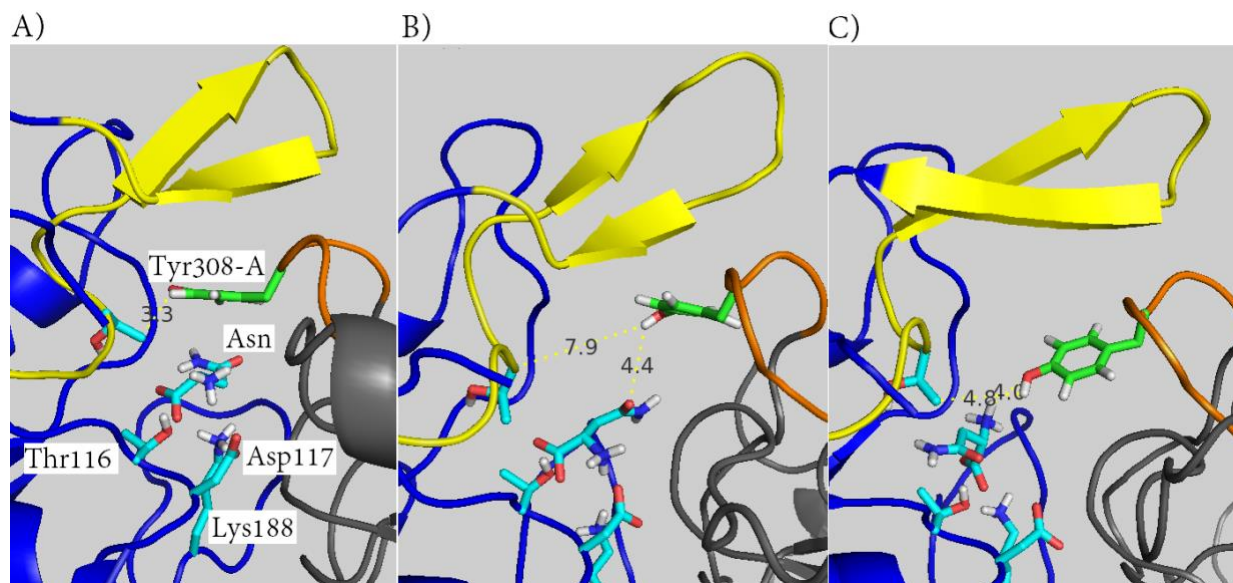 A)
B)
C)
Tyr308-A
3.3
Asn
Thr116
Asp117
Lys188
7.9
4.4
4.8
4.0